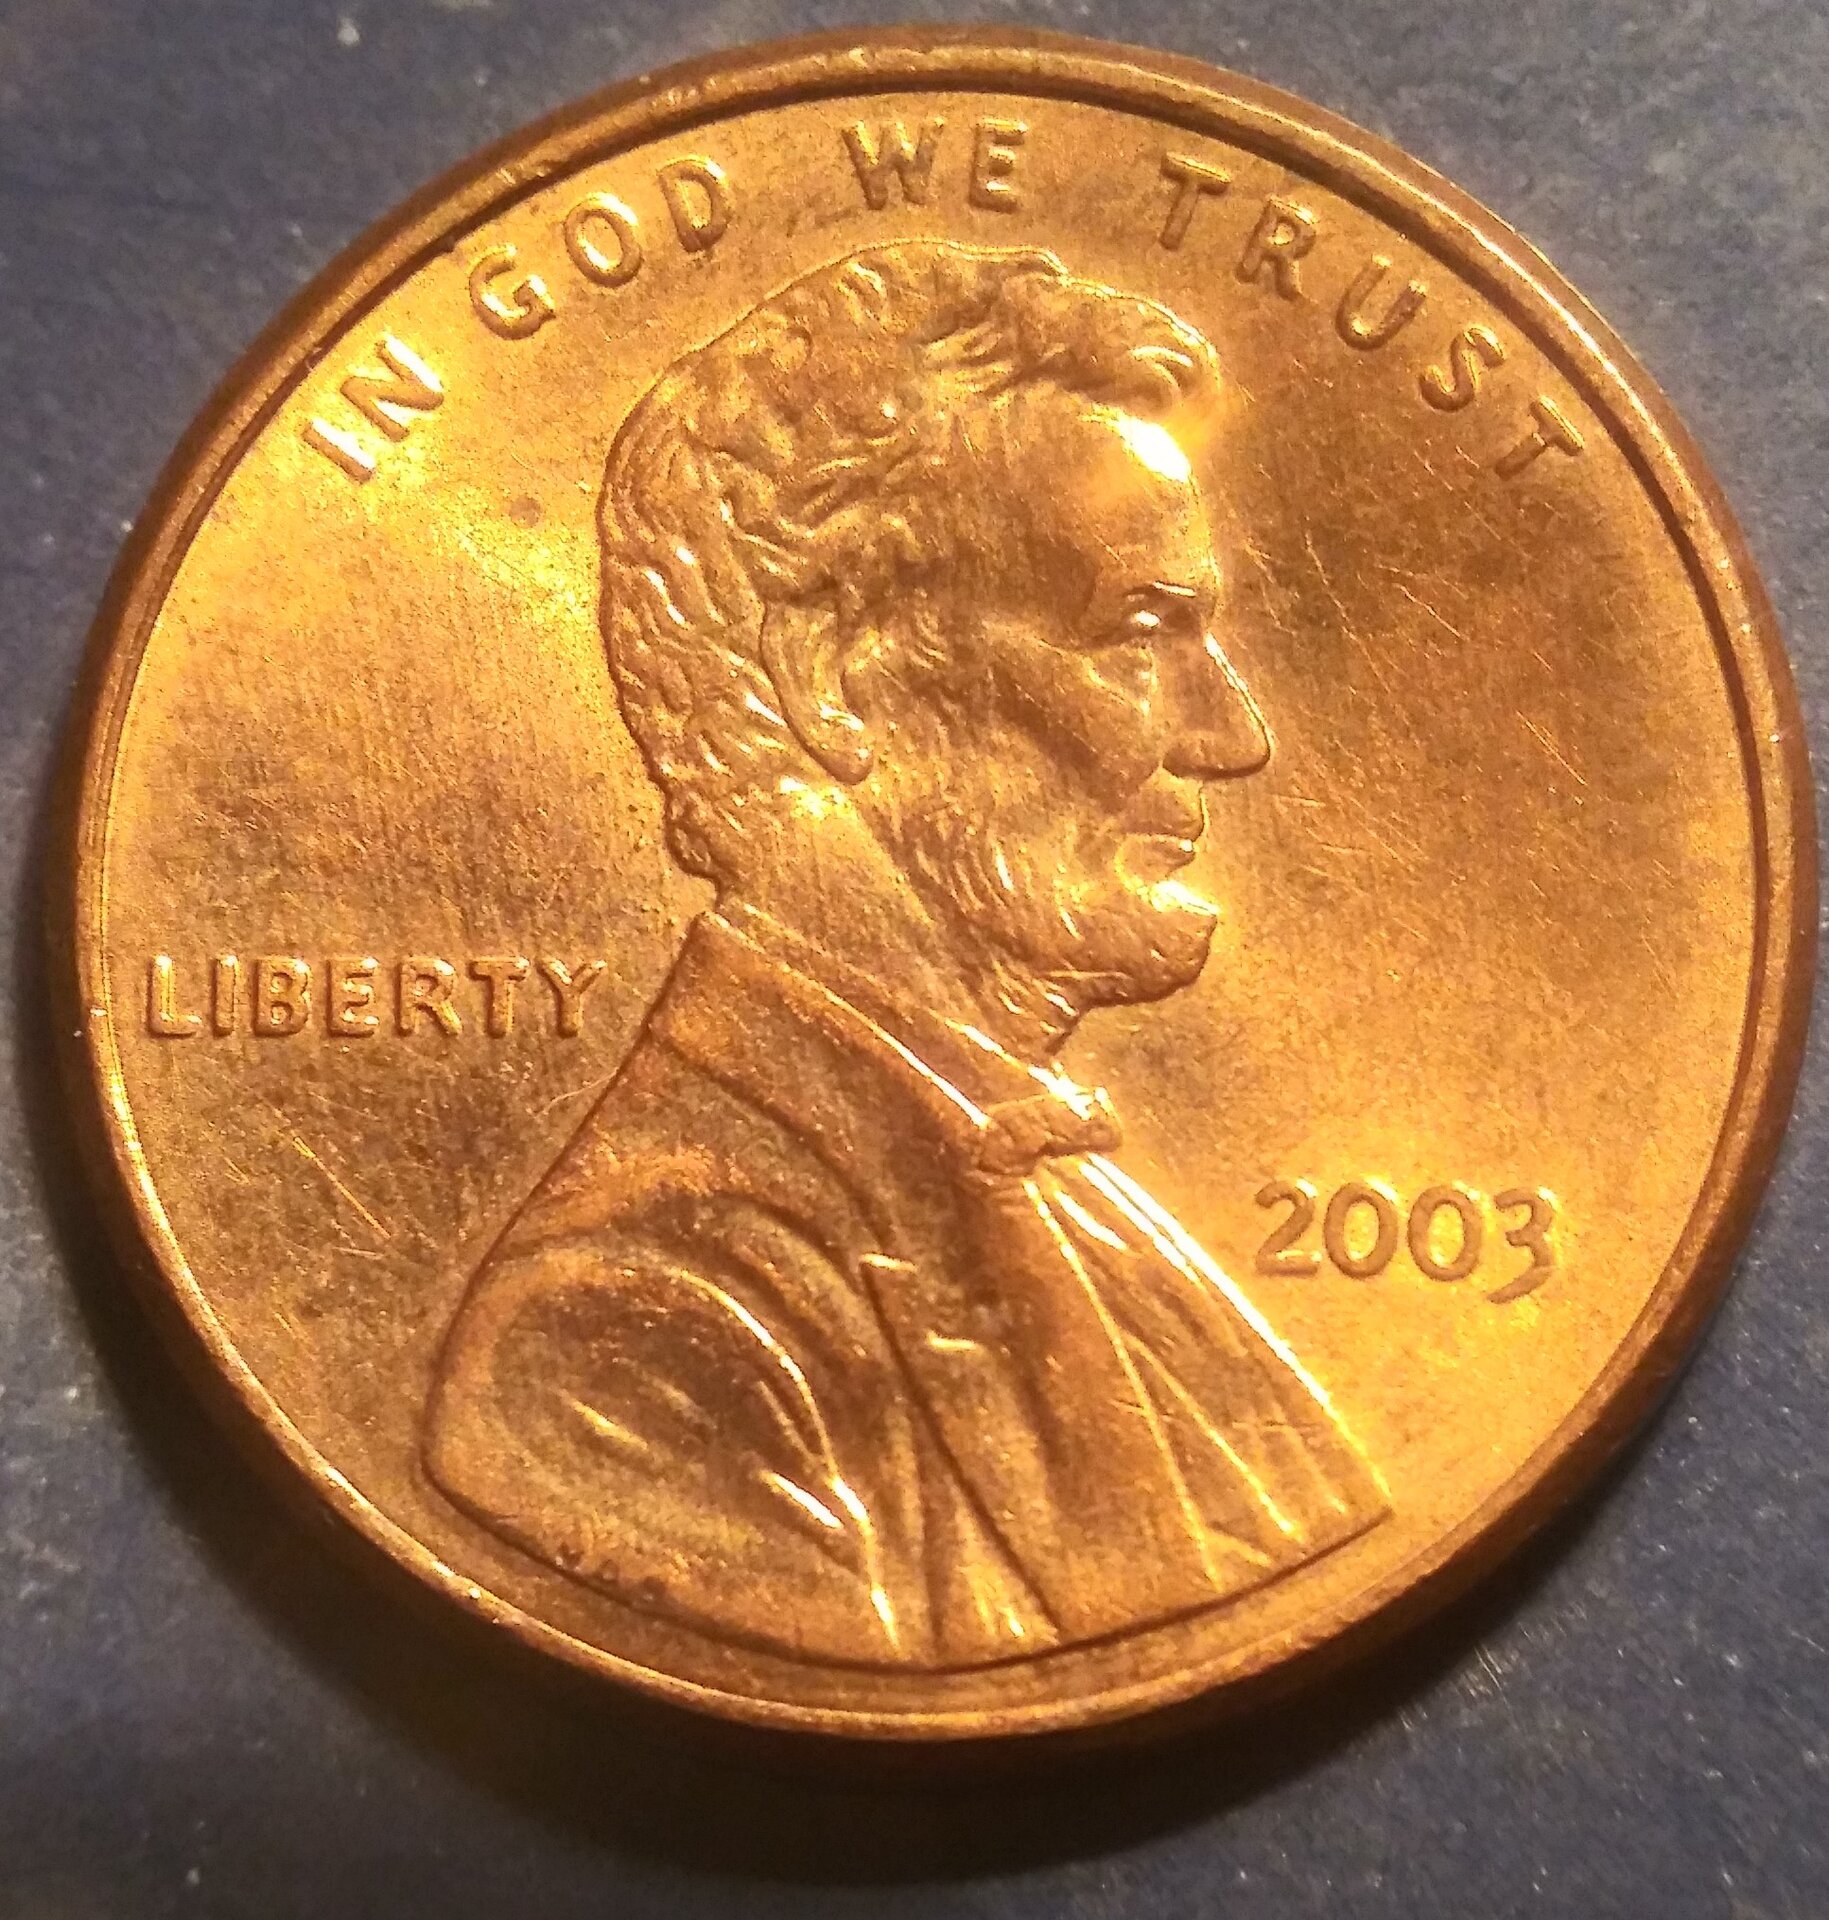 IN GOD WE TRUST
LIBERTY
2003